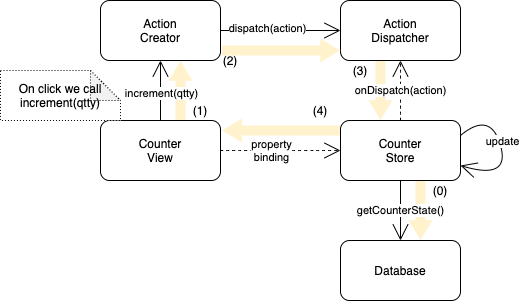 Action
Creator
dispatch(action)
Action
Dispatcher
(2)
(3)
On click we call
increment(qtty)
increment(qtty)
onDispatch(action)
(1)
(4)
Counter
View
property
binding
Counter
Store
update
(0)
getCounterState()
Database